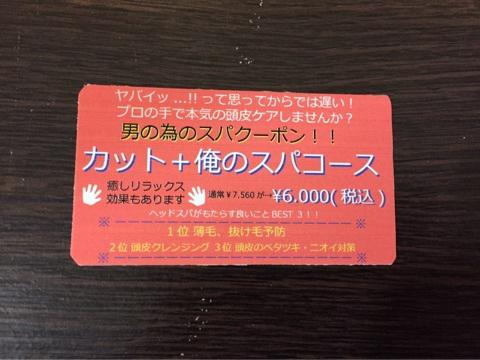 ヤバイッ …!! って思ってからでは遅い！
プロの手で本気の頭皮ケアしませんか？
男の為のスパクーポン！！
カット＋俺のスパコース
癒しリラックス
効果もあります
通常￥7,560が→¥6.000(税込)
ヘッドスパがもたらす良いこと BEST ３！！
１位 薄毛、抜け毛予防
２位 頭皮クレンジング ３位 頭皮のベタツキ・ニオイ対策